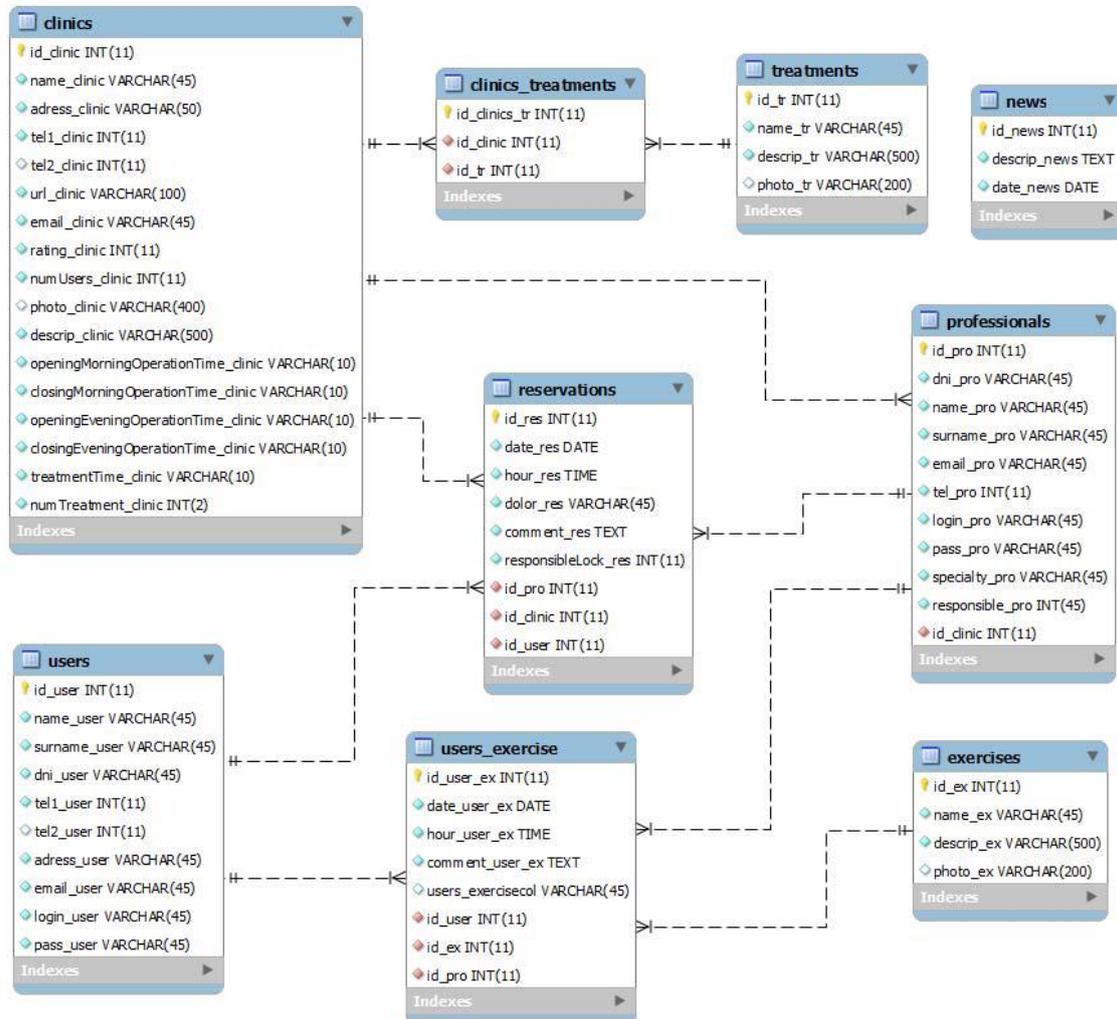 clinics
id_clinic INT(11)
name_clinic VARCHAR(45)
adress_clinic VARCHAR(50)
tel1_clinic INT(11)
tel2_clinic INT(11)
url_clinic VARCHAR(100)
email_clinic VARCHAR(45)
rating_clinic INT(11)
numUsers_clinic INT(11)
photo_clinic VARCHAR(400)
descrip_clinic VARCHAR(500)
openingMorningOperationTime_clinic VARCHAR(10)
closingMorningOperationTime_clinic VARCHAR(10)
openingEveningOperationTime_clinic VARCHAR(10)
closingEveningOperationTime_clinic VARCHAR(10)
treatmentTime_clinic VARCHAR(10)
numTreatment_clinic INT(2)
Indexes
clinics_treatments
id_clinics_tr INT(11)
id_clinic INT(11)
id_tr INT(11)
Indexes
treatments
id_tr INT(11)
name_tr VARCHAR(45)
descrip_tr VARCHAR(500)
photo_tr VARCHAR(200)
Indexes
news
id_news INT(11)
descrip_news TEXT
date_news DATE
Indexes
professionals
id_pro INT(11)
dni_pro VARCHAR(45)
name_pro VARCHAR(45)
surname_pro VARCHAR(45)
email_pro VARCHAR(45)
tel_pro INT(11)
login_pro VARCHAR(45)
pass_pro VARCHAR(45)
specialty_pro VARCHAR(45)
responsible_pro INT(45)
id_clinic INT(11)
Indexes
reservations
id_res INT(11)
date_res DATE
hour_res TIME
dolor_res VARCHAR(45)
comment_res TEXT
responsibleLock_res INT(11)
id_pro INT(11)
id_clinic INT(11)
id_user INT(11)
Indexes
users
id_user INT(11)
name_user VARCHAR(45)
surname_user VARCHAR(45)
dni_user VARCHAR(45)
tel1_user INT(11)
tel2_user INT(11)
adress_user VARCHAR(45)
email_user VARCHAR(45)
login_user VARCHAR(45)
pass_user VARCHAR(45)
Indexes
users_exercise
id_user_ex INT(11)
date_user_ex DATE
hour_user_ex TIME
comment_user_ex TEXT
users_exercisecol VARCHAR(45)
id_user INT(11)
id_ex INT(11)
id_pro INT(11)
Indexes
exercises
id_ex INT(11)
name_ex VARCHAR(45)
descrip_ex VARCHAR(500)
photo_ex VARCHAR(200)
Indexes